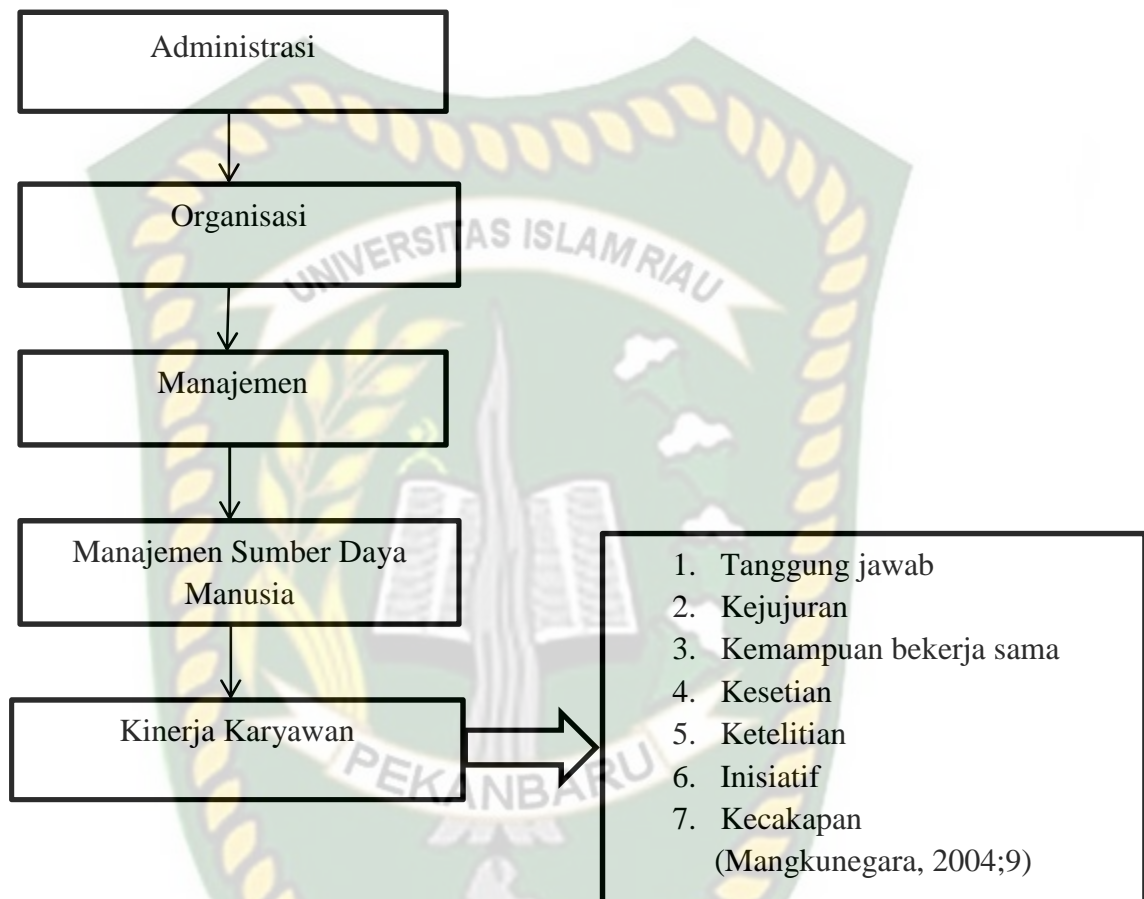 Administrasi
Organisasi
UNIVERSITAS ISLAM RIAU
Manajemen
Manajemen Sumber Daya
Manusia
Kinerja Karyawan
PEKANBARU
1. Tanggung jawab
2. Kejujuran
3. Kemampuan bekerja sama
4. Kesetian
5. Ketelitian
6. Inisiatif
7. Kecakapan
(Mangkunegara, 2004;9)